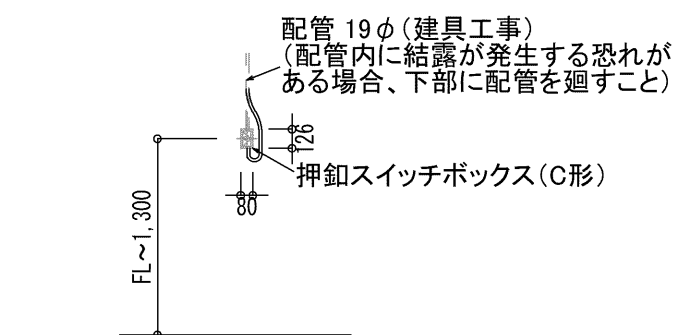 配管 19φ(建具工事)
(配管内に結露が発生する恐れが
ある場合、下部に配管を廻すこと)
126
押釦スイッチボックス(C形)
80
FL～1,300